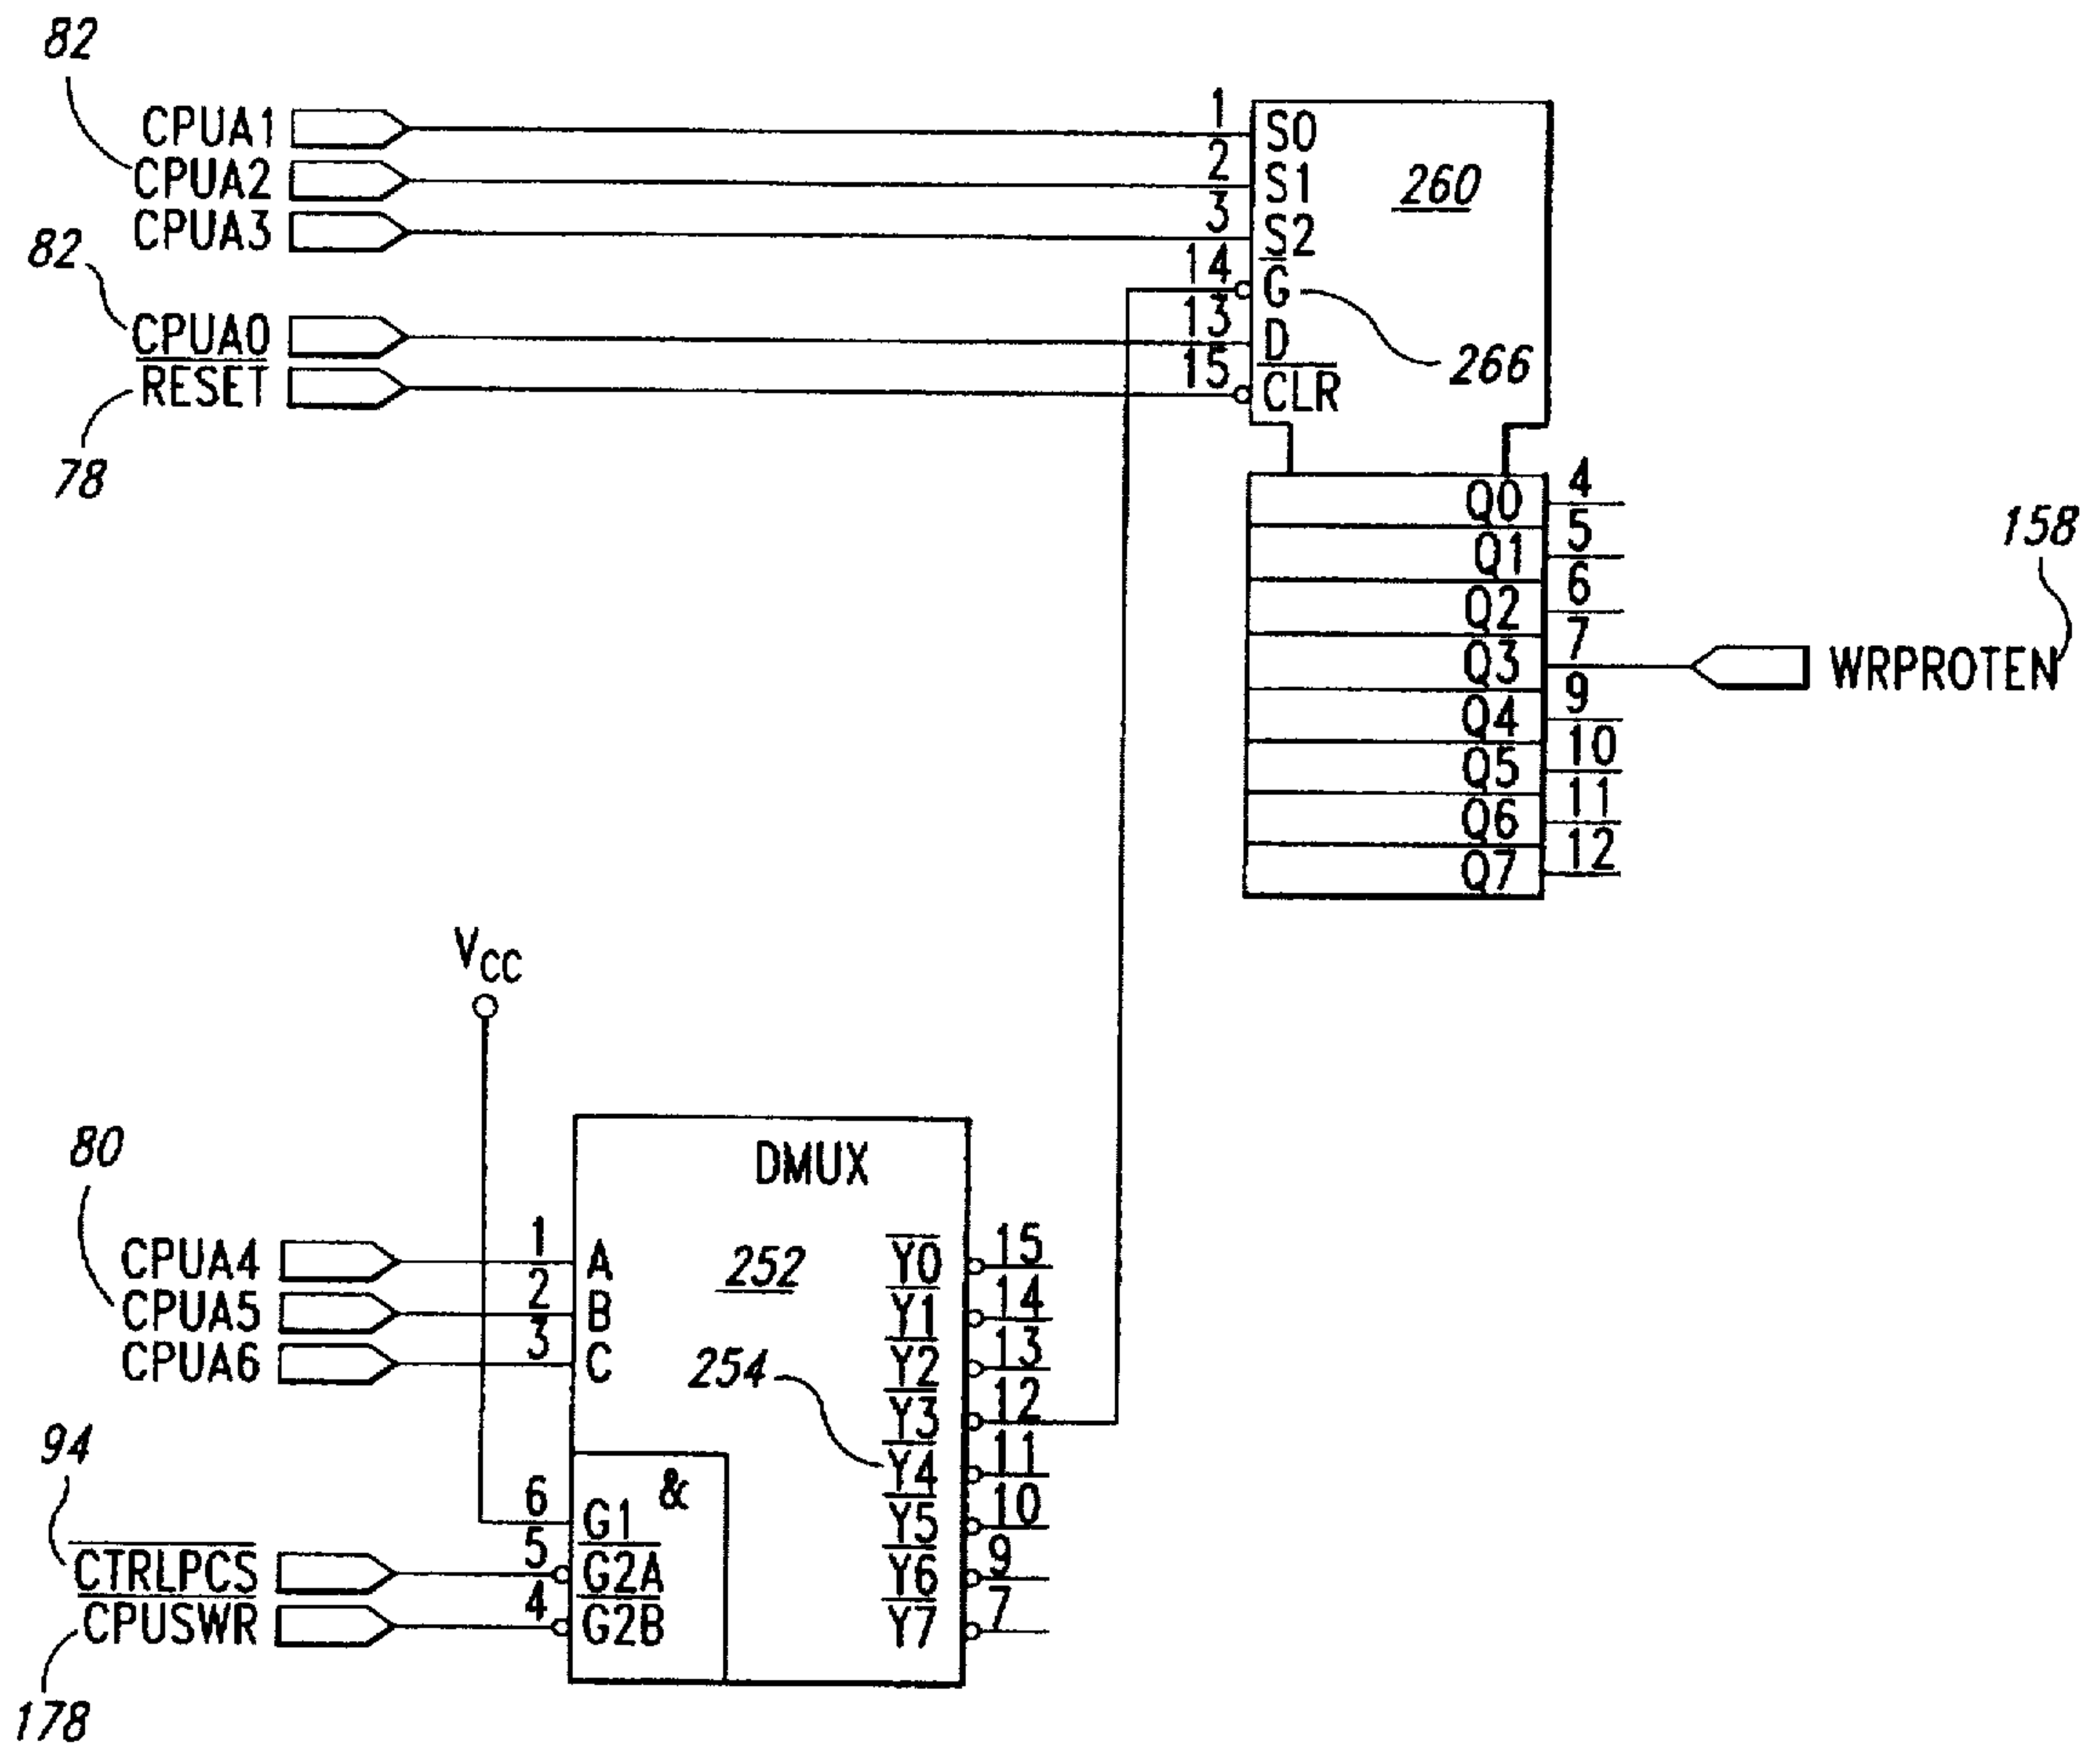 82
CPUA1
1
S0
CPUA2
2
S1
260
CPUA3
3
S2
82
14
G
CPUA0
13
D
266
RESET
15
CLR
78
Q0
4
Q1
5
158
Q2
6
Q3
7
WRPROTEN
Q4
9
Q5
10
Q6
11
Q7
12
VCC
80
DMUX
CPUA4
1
A
252
Y0
15
CPUA5
2
B
Y1
14
CPUA6
3
C
254
Y2
13
Y3
12
94
Y4
11
&
6
G1
Y5
10
CTRLPCS
5
G2A
Y6
9
CPUSWR
4
G2B
Y7
7
178